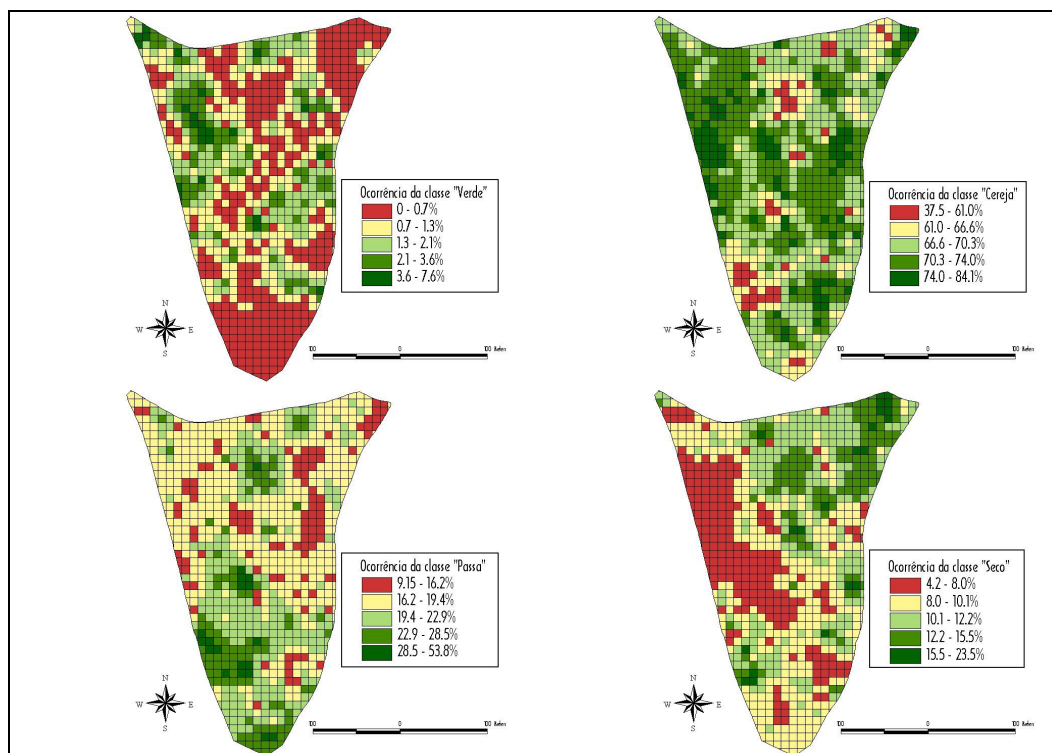 Ocorrência da classe "Verde"
0 - 0.7%
0.7 - 1.3%
1.3 - 2.1%
2.1 - 3.6%
3.6 - 7.6%
N
W
E
S
100
0
100
Ocorrência da classe "Cereja"
37.5 - 61.0%
61.0 - 66.6%
66.6 - 70.3%
70.3 - 74.0%
74.0 - 84.1%
N
W
E
S
100
0
100
Ocorrência da classe "Passa"
9.15 - 16.2%
16.2 - 19.4%
19.4 - 22.9%
22.9 - 28.5%
28.5 - 53.8%
N
W
E
S
100
0
100
Ocorrência da classe "Seco"
4.2 - 8.0%
8.0 - 10.1%
10.1 - 12.2%
12.2 - 15.5%
15.5 - 23.5%
N
W
E
S
100
0
100